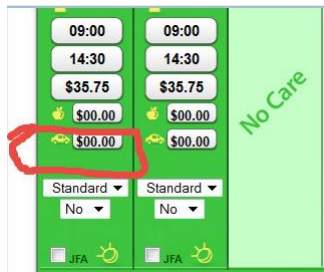 09:00 09:00
14:30 14:30
$35.75 $35.75
$00.00 $00.00
$00.00 $00.00
No Care
Standard Standard
No No
JFA JFA